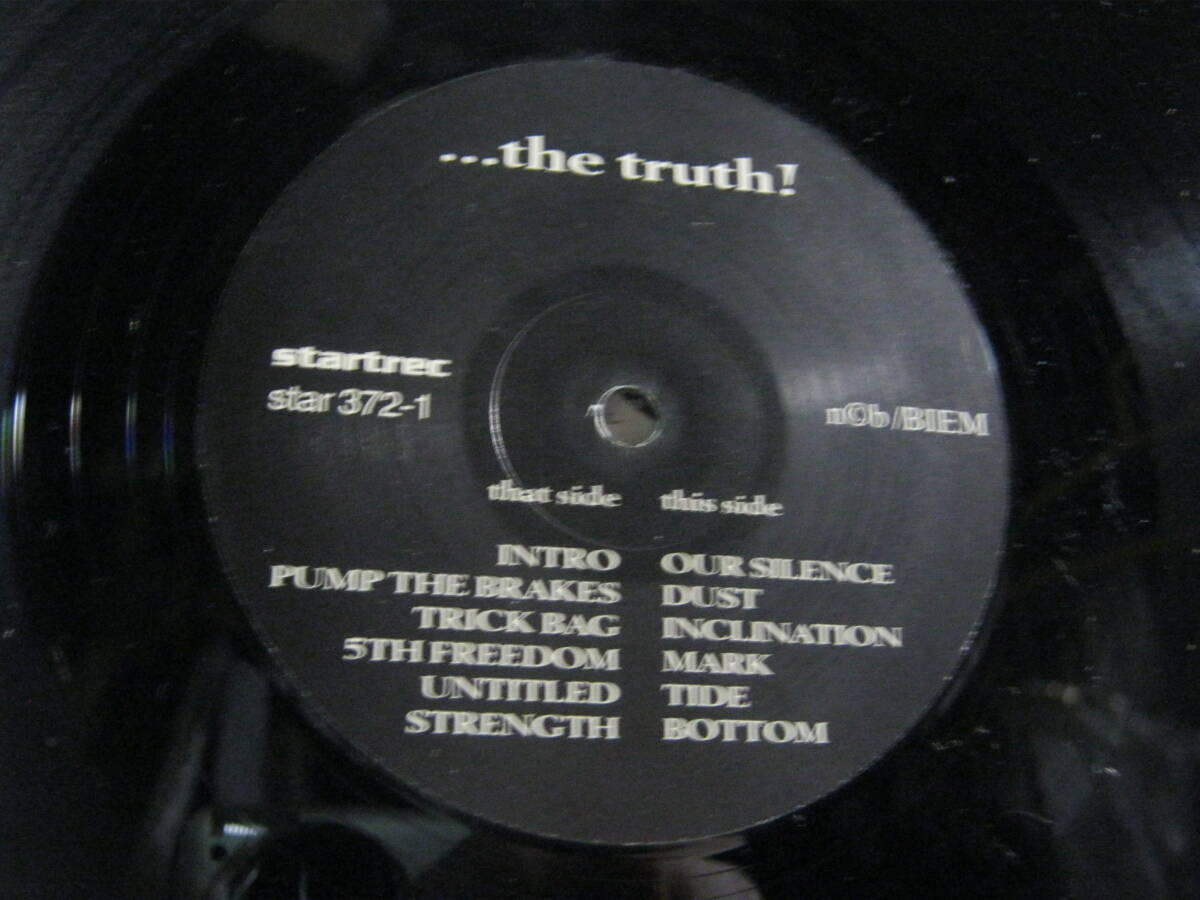 ...the truth!
startrec
star 372-1
n©b/BIEM
that side
INTRO
PUMP THE BRAKES
TRICK BAG
5TH FREEDOM
UNTITLED
STRENGTH
this side
OUR SILENCE
DUST
INCLINATION
MARK
TIDE
BOTTOM